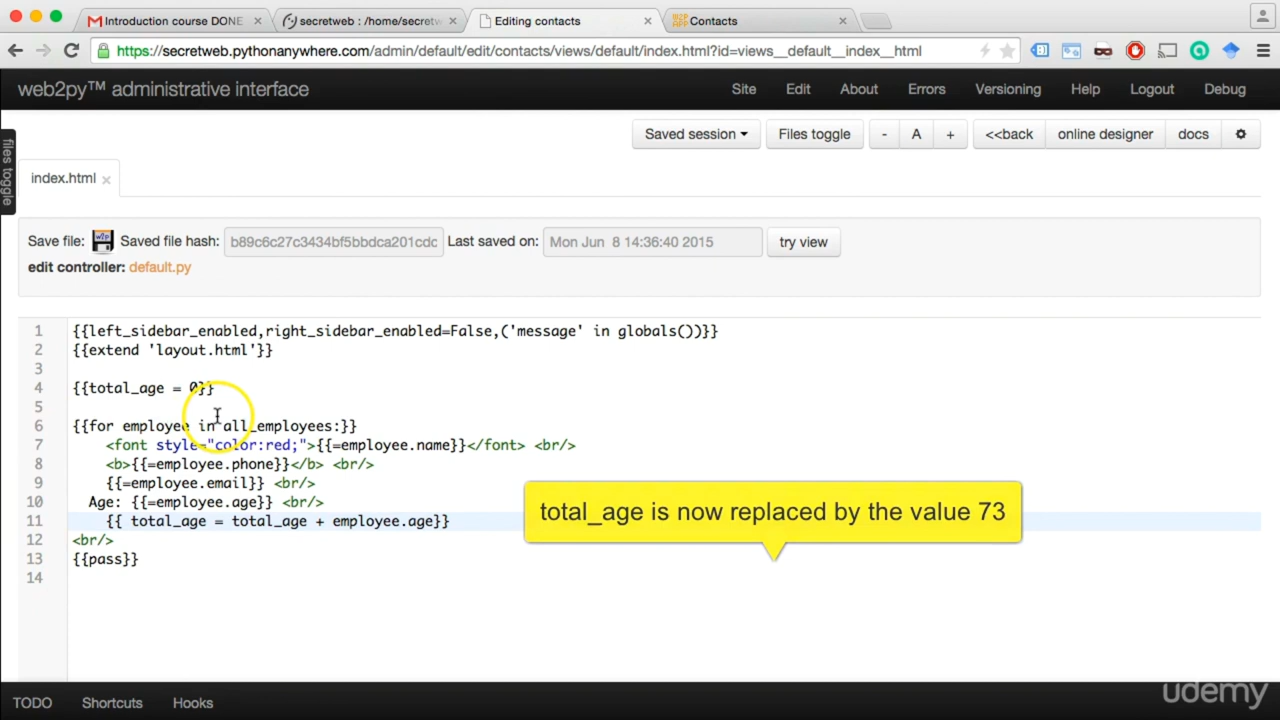 Introduction course DONE
secretweb : /home/secretw
Editing contacts
Contacts
https://secretweb.pythonanywhere.com/admin/default/edit/contacts/views/default/index.html?id=views__default__index__html
web2py™ administrative interface
Site Edit About Errors Versioning Help Logout Debug
Saved session Files toggle - A + <<back online designer docs
files toggle
index.html
Save file: Saved file hash: b89c6c27c3434bf5bbdca201cdc Last saved on: Mon Jun 8 14:36:40 2015 try view
edit controller: default.py
1 {{left_sidebar_enabled,right_sidebar_enabled=False,('message' in globals())}}
2 {{extend 'layout.html'}}
3
4 {{total_age = 0}}
5
6 {{for employee in all_employees:}}
7 <font style="color:red;">{{=employee.name}}</font> <br/>
8 <b>{{=employee.phone}}</b> <br/>
9 {{=employee.email}} <br/>
10 Age: {{=employee.age}} <br/>
11 {{ total_age = total_age + employee.age}}
12 <br/>
13 {{pass}}
14
total_age is now replaced by the value 73
TODO Shortcuts Hooks
udemy